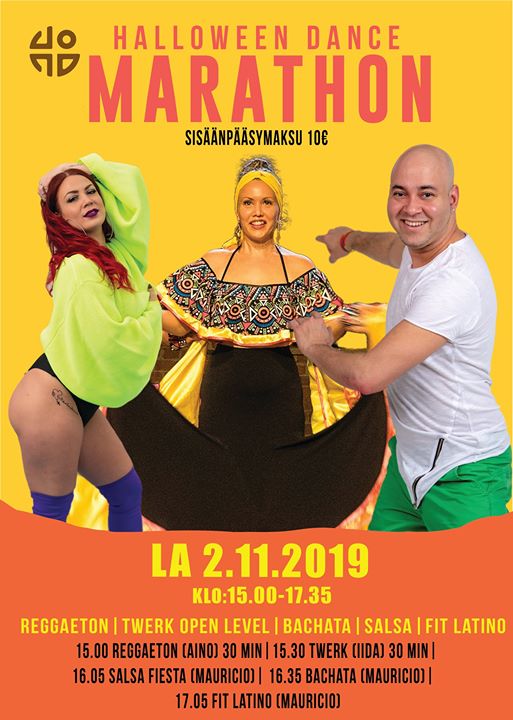 HALLOWEEN DANCE
MARATHON
SISÄÄNPÄÄSYMAKSU 10€
LA 2.11.2019
KLO:15.00-17.35
REGGAETON | TWERK OPEN LEVEL | BACHATA | SALSA | FIT LATINO
15.00 REGGAETON (AINO) 30 MIN | 15.30 TWERK (IIDA) 30 MIN |
16.05 SALSA FIESTA (MAURICIO) | 16.35 BACHATA (MAURICIO) |
17.05 FIT LATINO (MAURICIO)